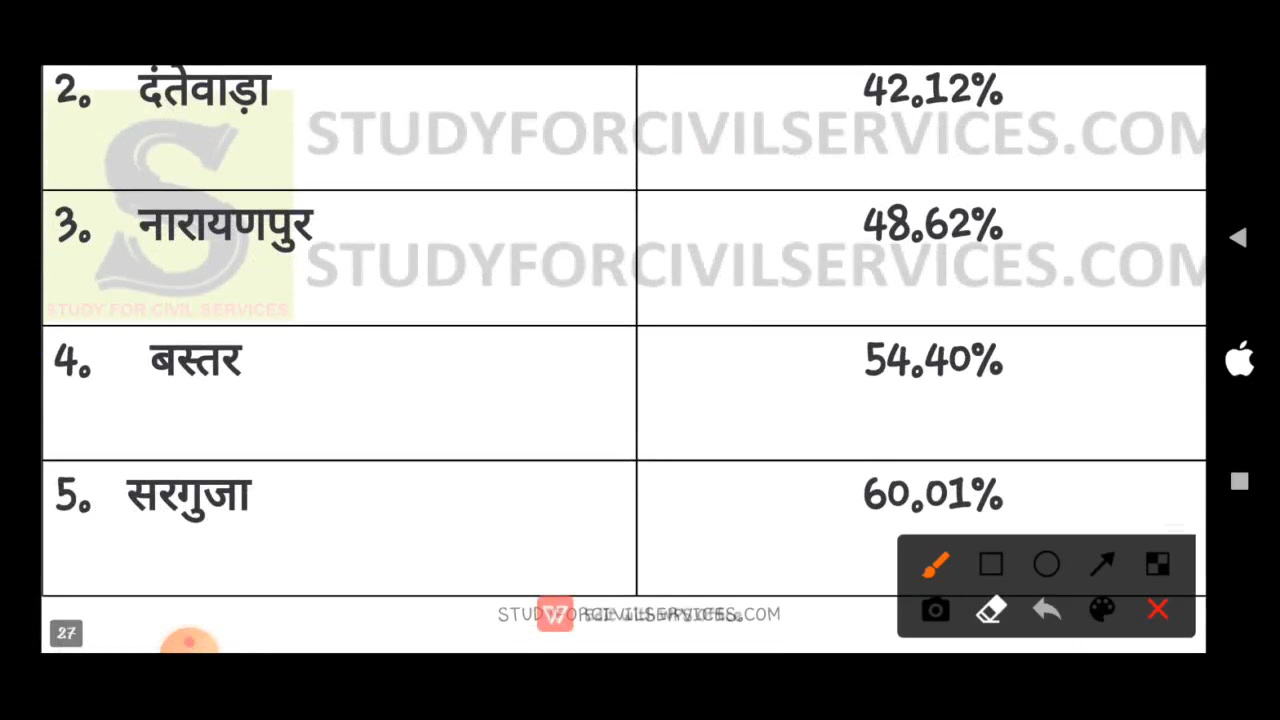 2. दंतेवाड़ा 42.12%
STUDYFORCIVILSERVICES.COM
3. नारायणपुर 48.62%
STUDYFORCIVILSERVICES.COM
STUDY FOR CIVIL SERVICES
4. बस्तर 54.40%
5. सरगुजा 60.01%
STUDYFORCIVILSERVICES.COM
27